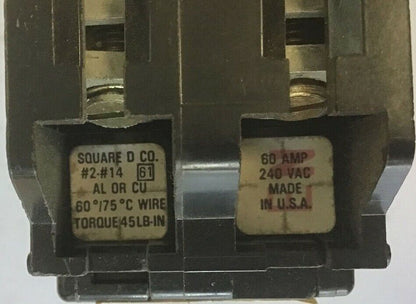 SQUARE D CO.
#2-#14 61
AL OR CU
60°/75°C WIRE
TORQUE 45LB-IN
60 AMP
240 VAC
MADE
IN U.S.A.